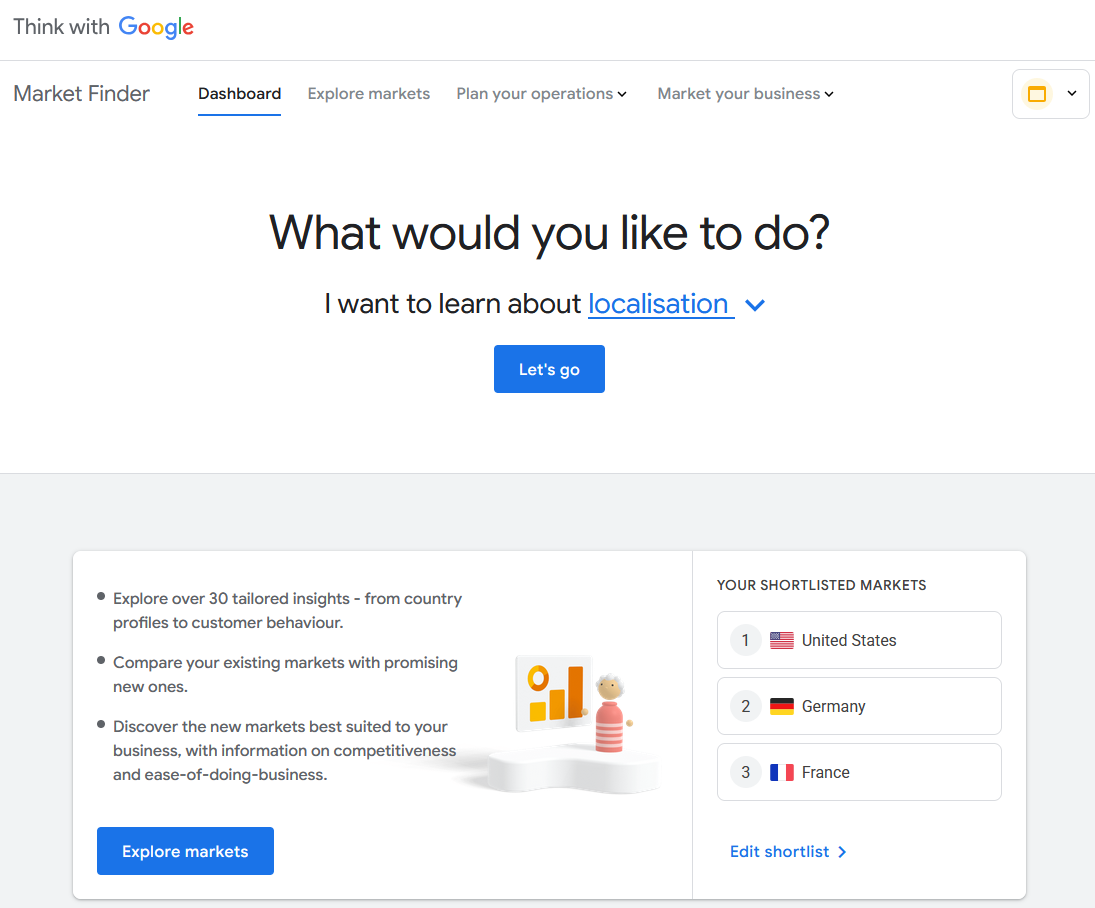 Think with Google
Market Finder
Dashboard
Explore markets
Plan your operations
Market your business
What would you like to do?
I want to learn about localisation
Let's go
Explore over 30 tailored insights - from country
profiles to customer behaviour.
Compare your existing markets with promising
new ones.
Discover the new markets best suited to your
business, with information on competitiveness
and ease-of-doing-business.
Explore markets
YOUR SHORTLISTED MARKETS
1 United States
2 Germany
3 France
Edit shortlist